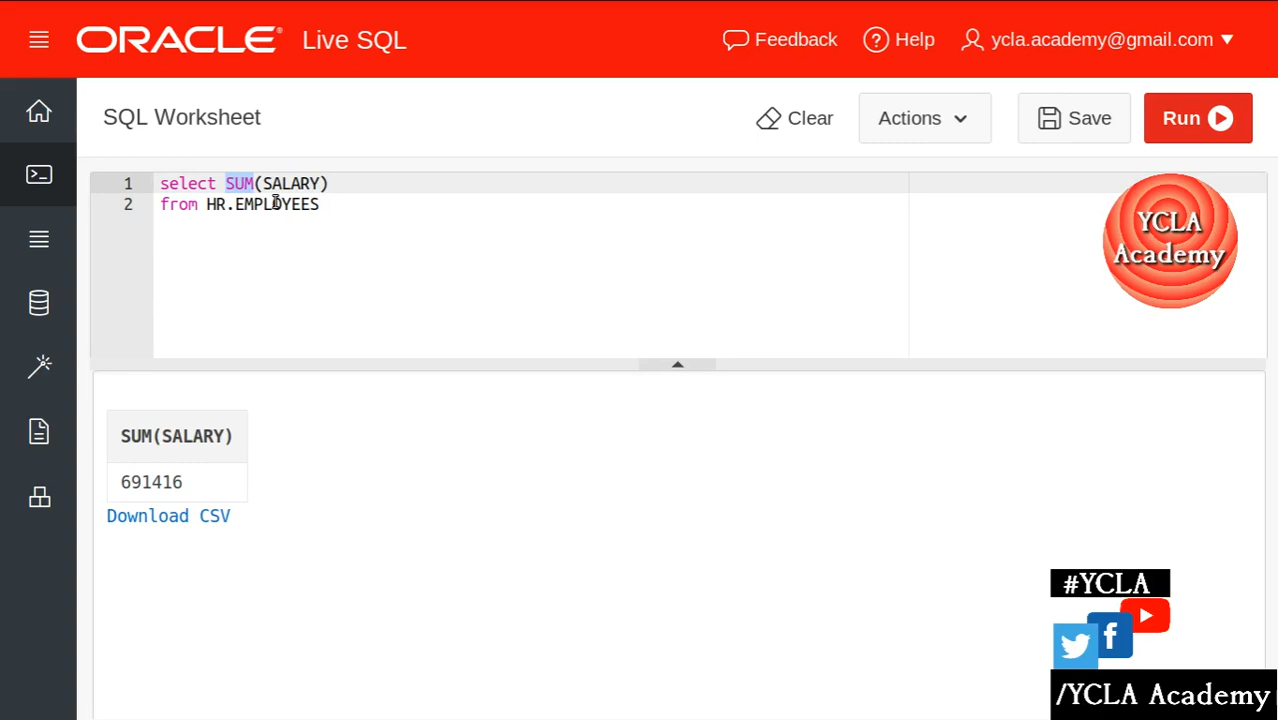 ORACLE Live SQL Feedback Help ycla.academy@gmail.com
SQL Worksheet Clear Actions Save Run
1 select SUM(SALARY)
2 from HR.EMPLOYEES
YCLA
Academy
SUM(SALARY)
691416
Download CSV
#YCLA
/YCLA Academy